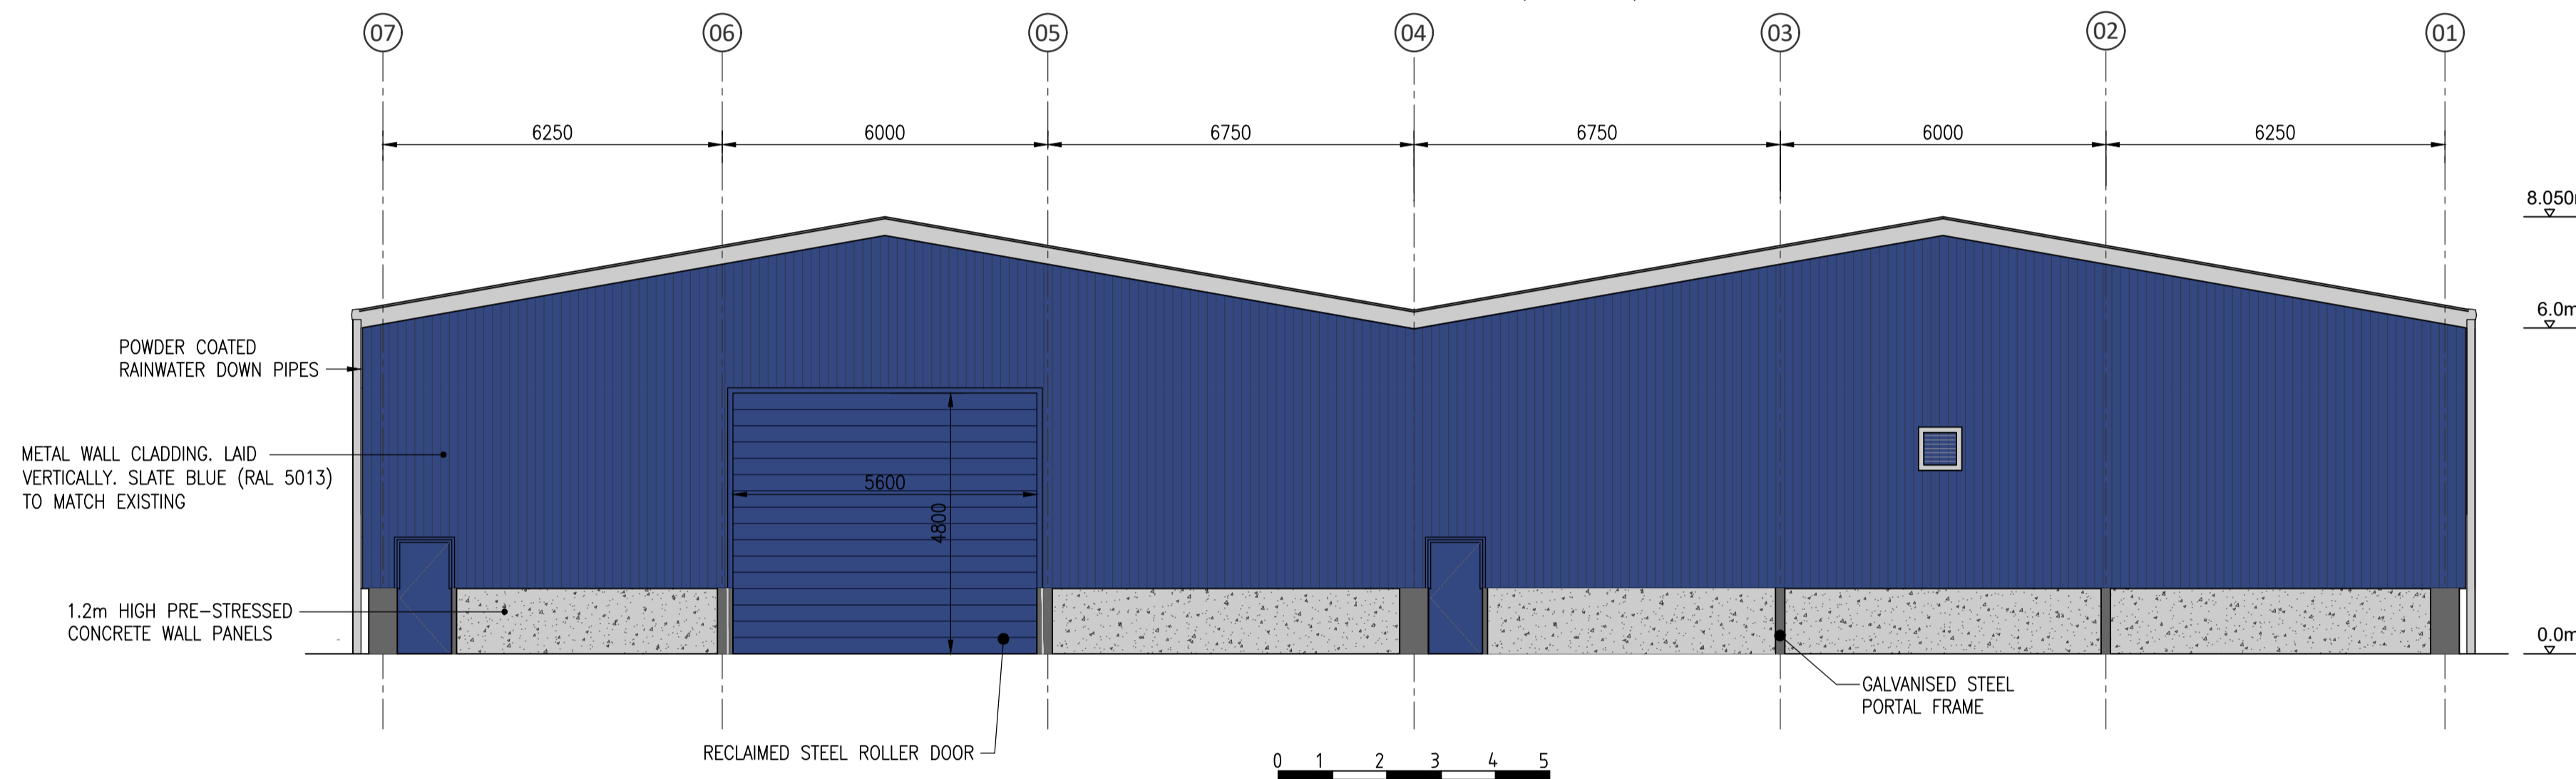 07 06 05 04 03 02 01
6250 6000 6750 6750 6000 6250
8.050
6.0m
POWDER COATED
RAINWATER DOWN PIPES
METAL WALL CLADDING. LAID
VERTICALLY. SLATE BLUE (RAL 5013)
TO MATCH EXISTING
5600
4800
1.2m HIGH PRE-STRESSED
CONCRETE WALL PANELS
0.0m
GALVANISED STEEL
PORTAL FRAME
RECLAIMED STEEL ROLLER DOOR
0 1 2 3 4 5